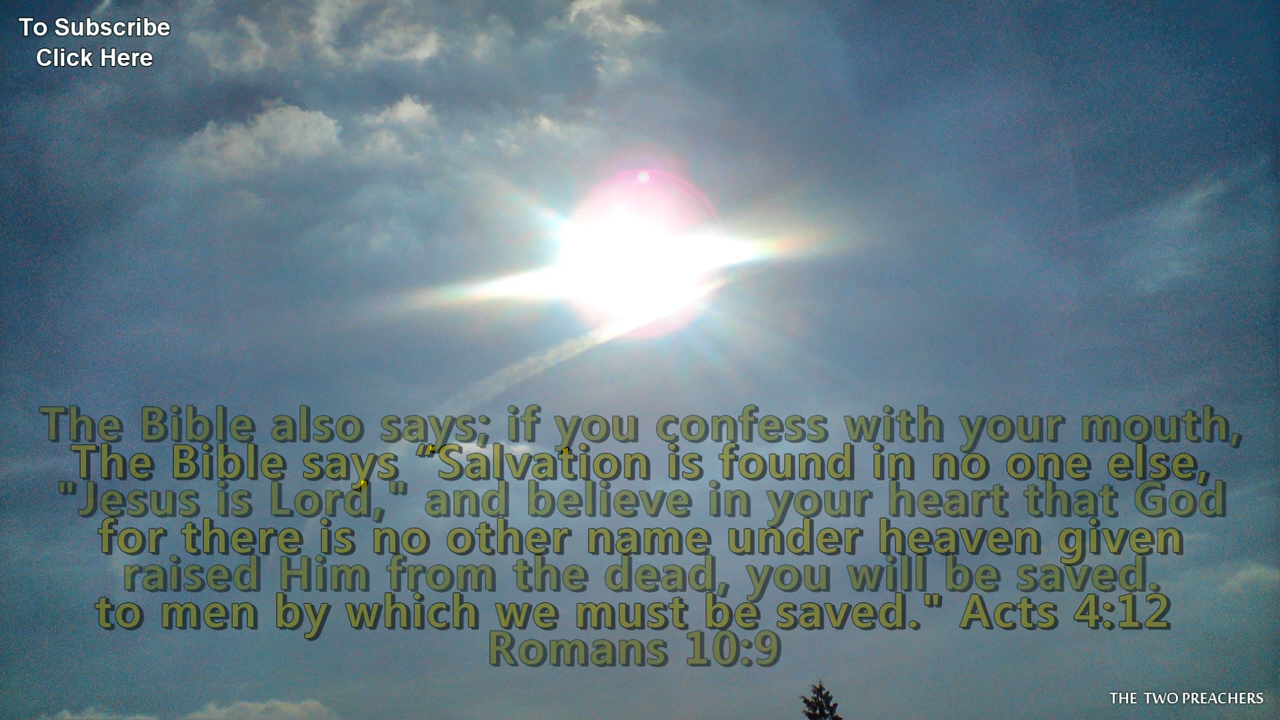 To Subscribe
Click Here
The Bible also says; if you confess with your mouth,
The Bible says “Salvation is found in no one else,
"Jesus is Lord," and believe in your heart that God
for there is no other name under heaven given
raised Him from the dead, you will be saved.
to men by which we must be saved." Acts 4:12
Romans 10:9
THE TWO PREACHERS